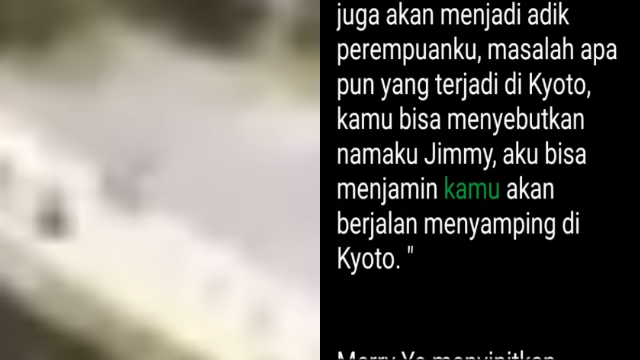 juga akan menjadi adik
perempuanku, masalah apa
pun yang terjadi di Kyoto,
kamu bisa menyebutkan
namaku Jimmy, aku bisa
menjamin kamu akan
berjalan menyamping di
Kyoto. "